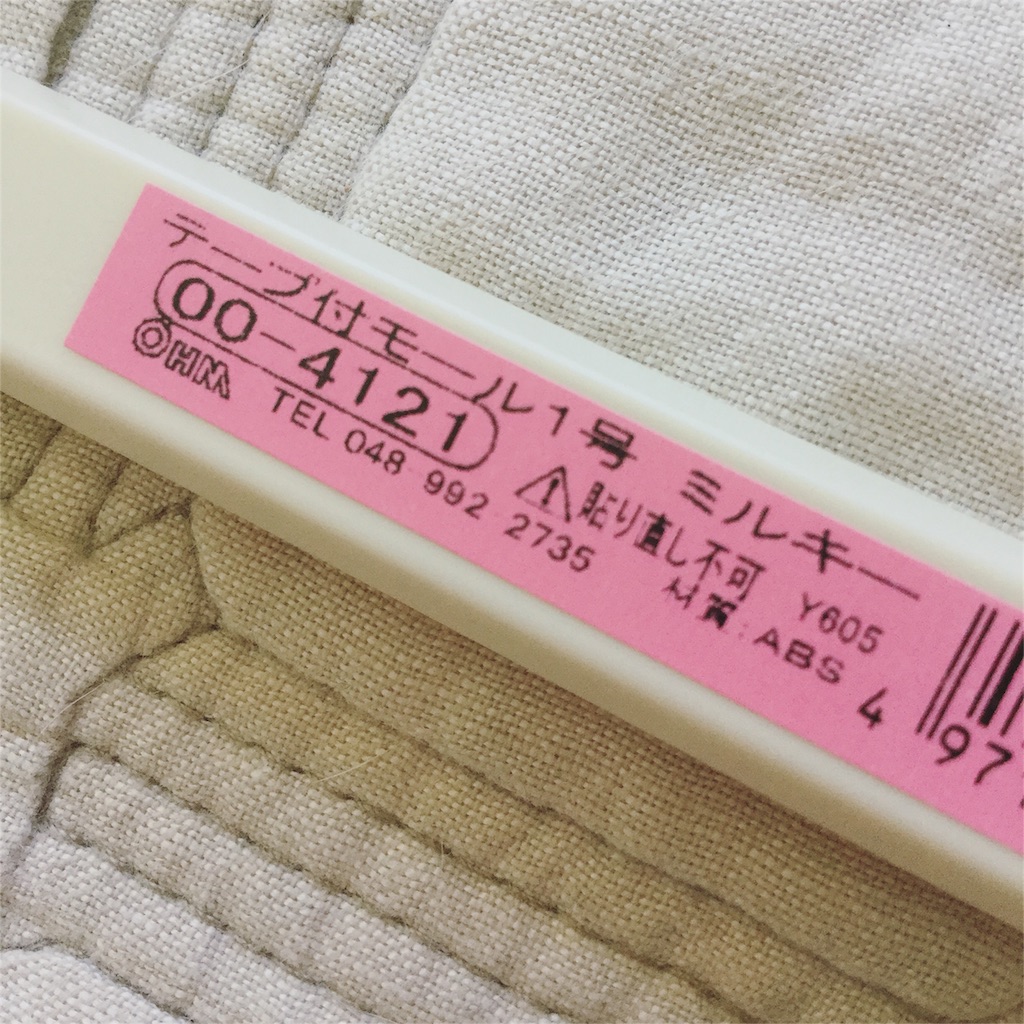 テープ付モール1号 ミルキー
00-4121
⚠貼り直し不可 Y605
OHM TEL 048 992 2735 材質:ABS
4 97